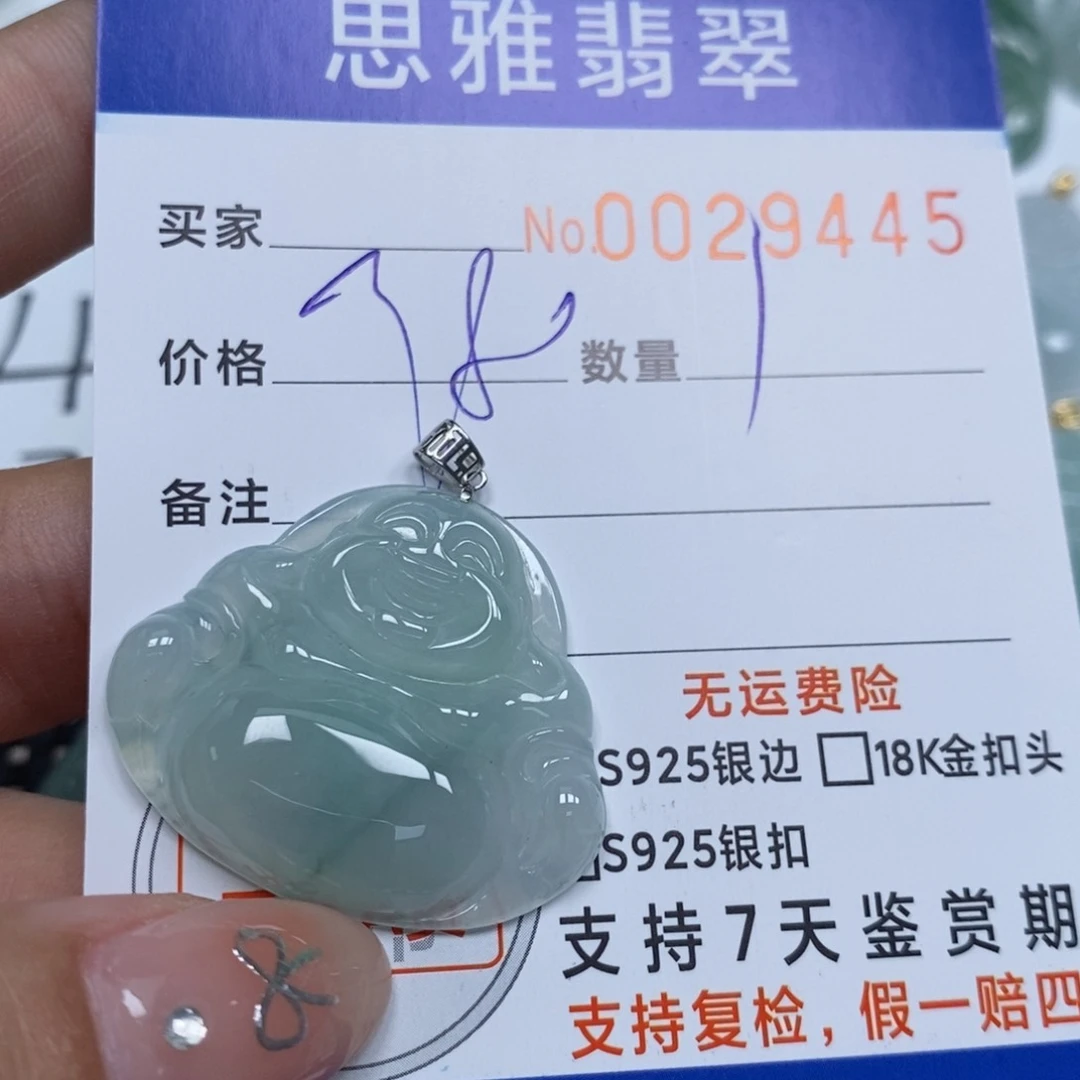 思雅翡翠
买家 No.0029445
价格 78 数量 1
备注
无运费险
S925银边 □18K金扣头
S925银扣
支持7天鉴赏期
支持复检，假一赔四